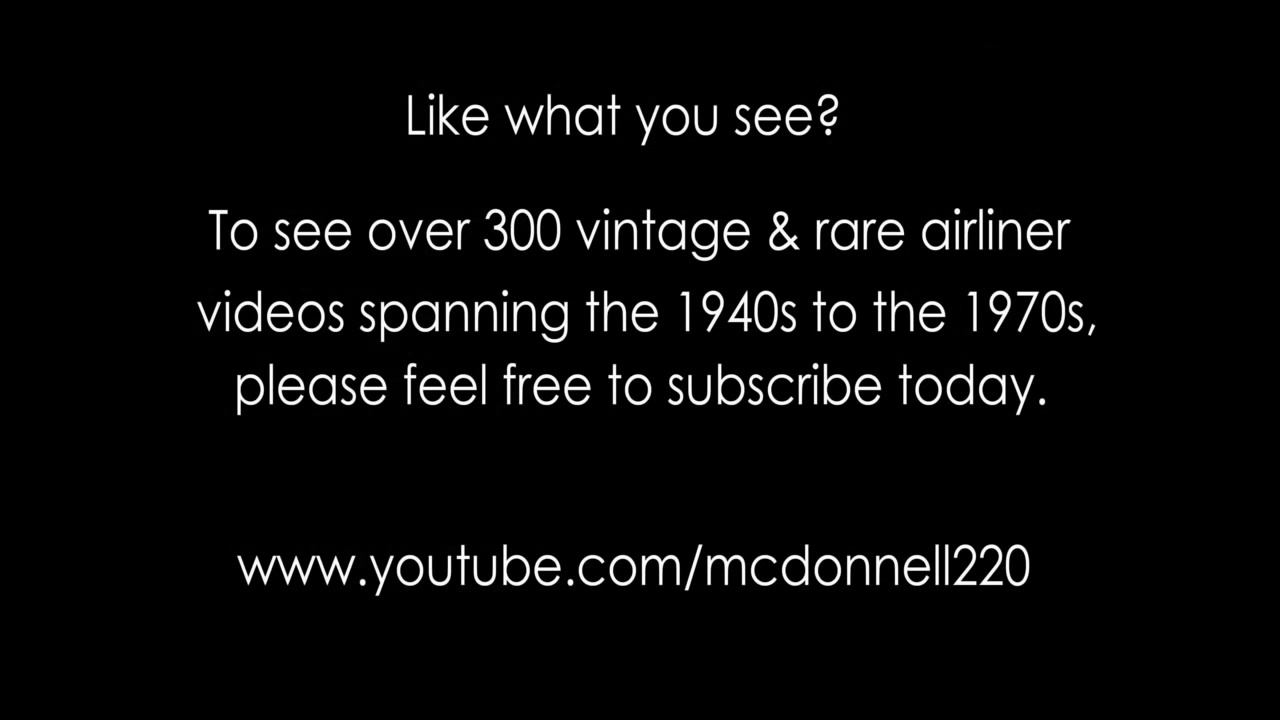 Like what you see?
To see over 300 vintage & rare airliner
videos spanning the 1940s to the 1970s,
please feel free to subscribe today.
www.youtube.com/mcdonnell220